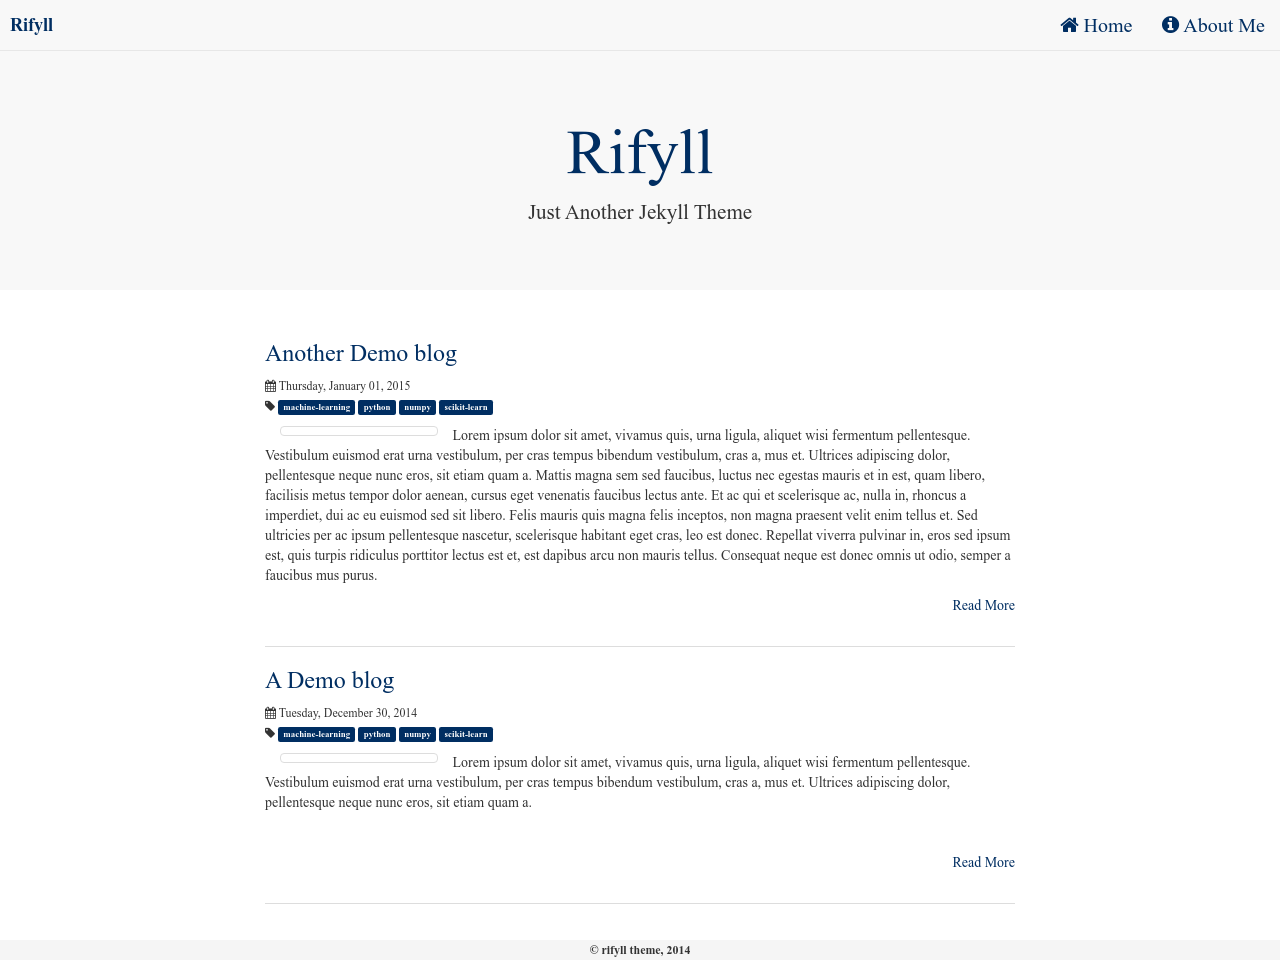 Rifyll
Home
About Me
Rifyll
Just Another Jekyll Theme
Another Demo blog
Thursday, January 01, 2015
machine-learning python numpy scikit-learn
Lorem ipsum dolor sit amet, vivamus quis, urna ligula, aliquet wisi fermentum pellentesque.
Vestibulum euismod erat urna vestibulum, per cras tempus bibendum vestibulum, cras a, mus et. Ultrices adipiscing dolor,
pellentesque neque nunc eros, sit etiam quam a. Mattis magna sem sed faucibus, luctus nec egestas mauris et in est, quam libero,
facilisis metus tempor dolor aenean, cursus eget venenatis faucibus lectus ante. Et ac qui et scelerisque ac, nulla in, rhoncus a
imperdiet, dui ac eu euismod sed sit libero. Felis mauris quis magna felis inceptos, non magna praesent velit enim tellus et. Sed
ultricies per ac ipsum pellentesque nascetur, scelerisque habitant eget cras, leo est donec. Repellat viverra pulvinar in, eros sed ipsum
est, quis turpis ridiculus porttitor lectus est et, est dapibus arcu non mauris tellus. Consequat neque est donec omnis ut odio, semper a
faucibus mus purus.
Read More
A Demo blog
Tuesday, December 30, 2014
machine-learning python numpy scikit-learn
Lorem ipsum dolor sit amet, vivamus quis, urna ligula, aliquet wisi fermentum pellentesque.
Vestibulum euismod erat urna vestibulum, per cras tempus bibendum vestibulum, cras a, mus et. Ultrices adipiscing dolor,
pellentesque neque nunc eros, sit etiam quam a.
Read More
© rifyll theme, 2014